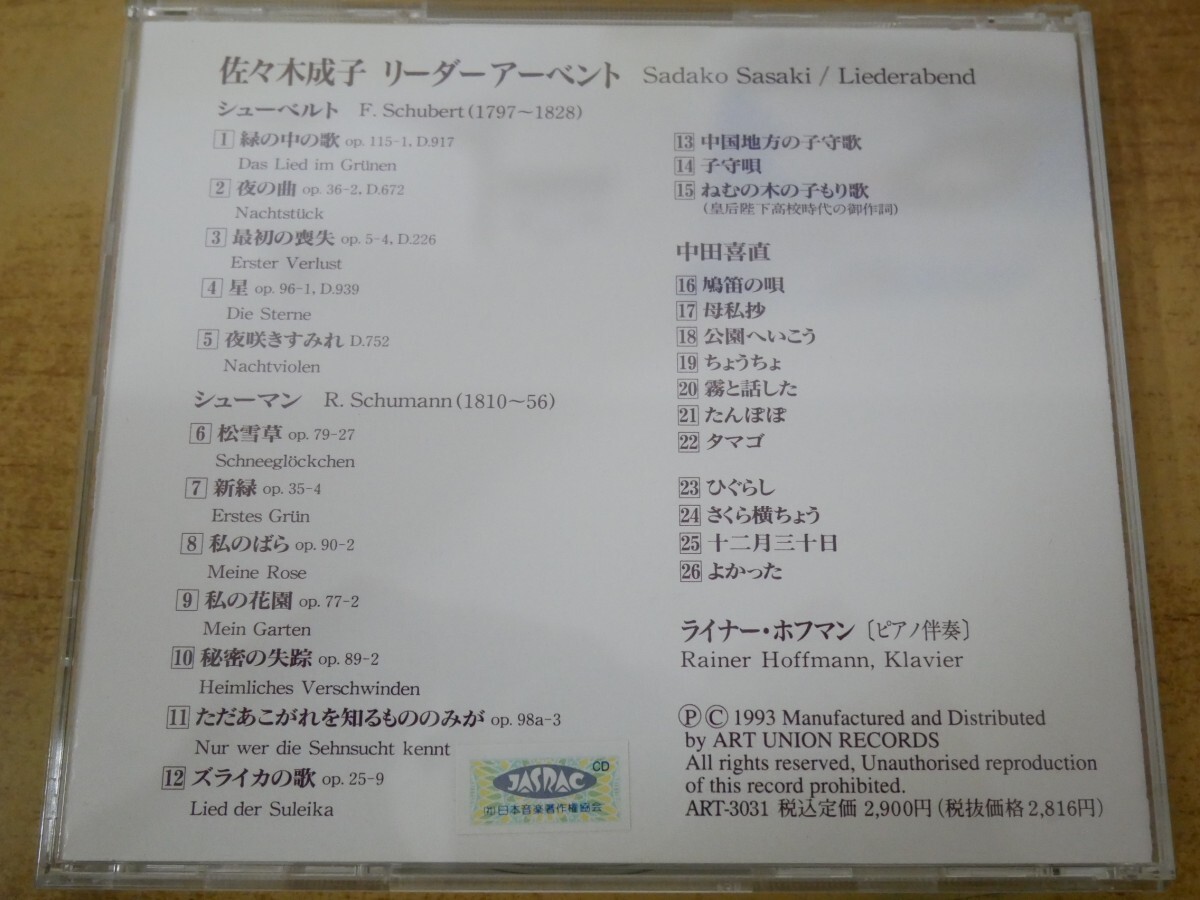 佐々木成子 リーダーアーベント Sadako Sasaki / Liederabend
シューベルト F. Schubert(1797～1828)
1 緑の中の歌 op. 115-1, D.917
Das Lied im Grünen
2 夜の曲 op. 36-2, D.672
Nachtstück
3 最初の喪失 op. 5-4, D.226
Erster Verlust
4 星 op. 96-1, D.939
Die Sterne
5 夜咲きすみれ D.752
Nachtviolen
シューマン R. Schumann(1810～56)
6 松雪草 op. 79-27
Schneeglöckchen
7 新緑 op. 35-4
Erstes Grün
8 私のばら op. 90-2
Meine Rose
9 私の花園 op. 77-2
Mein Garten
10 秘密の失踪 op. 89-2
Heimliches Verschwinden
11 ただあこがれを知るもののみが op. 98a-3
Nur wer die Sehnsucht kennt
12 ズライカの歌 op. 25-9
Lied der Suleika
13 中国地方の子守歌
14 子守唄
15 ねむの木の子もり歌
(皇后陛下高校時代の御作詞)
中田喜直
16 鳩笛の唄
17 母私抄
18 公園へいこう
19 ちょうちょ
20 霧と話した
21 たんぽぽ
22 タマゴ
23 ひぐらし
24 さくら横ちょう
25 十二月三十日
26 よかった
ライナー・ホフマン〔ピアノ伴奏〕
Rainer Hoffmann, Klavier
Ⓟ Ⓒ 1993 Manufactured and Distributed
by ART UNION RECORDS
All rights reserved, Unauthorised reproduction
of this record prohibited.
ART-3031 税込定価 2,900円(税抜価格 2,816円)
CD
JASRAC
㈳日本音楽著作権協会